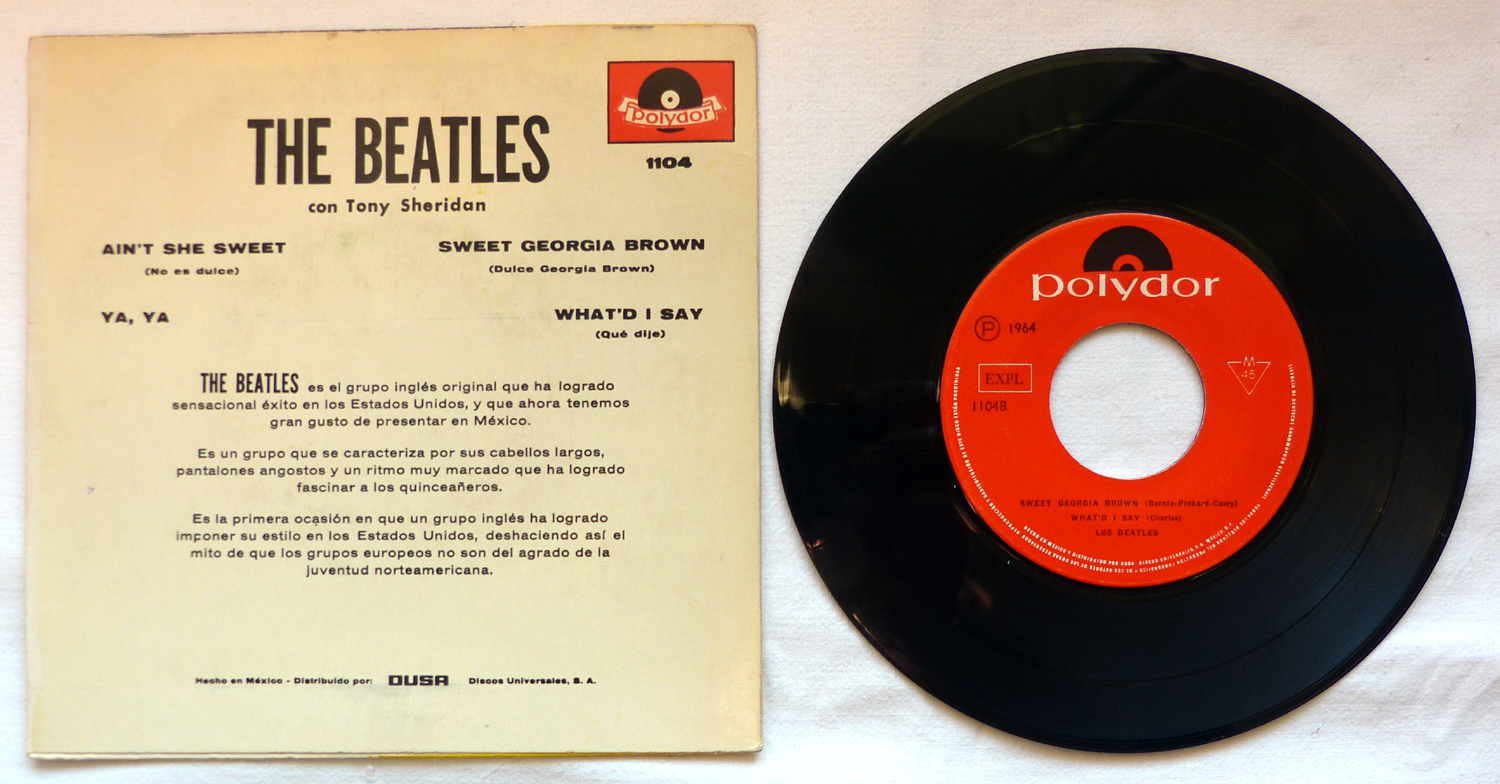 polydor
1104
THE BEATLES
con Tony Sheridan
AIN'T SHE SWEET
(No es dulce)
SWEET GEORGIA BROWN
(Dulce Georgia Brown)
YA, YA
WHAT'D I SAY
(Qué dije)
THE BEATLES es el grupo inglés original que ha logrado
sensacional éxito en los Estados Unidos, y que ahora tenemos
gran gusto de presentar en México.
Es un grupo que se caracteriza por sus cabellos largos,
pantalones angostos y un ritmo muy marcado que ha logrado
fascinar a los quinceañeros.
Es la primera ocasión en que un grupo inglés ha logrado
imponer su estilo en los Estados Unidos, deshaciendo así el
mito de que los grupos europeos no son del agrado de la
juventud norteamericana.
Hecho en México - Distribuído por: DUSA Discos Universales, S. A.
polydor
P 1964
EXPL
1104B
M
45
SWEET GEORGIA BROWN (Bernie-Pinkard-Casey)
WHAT'D I SAY (Charles)
LOS BEATLES